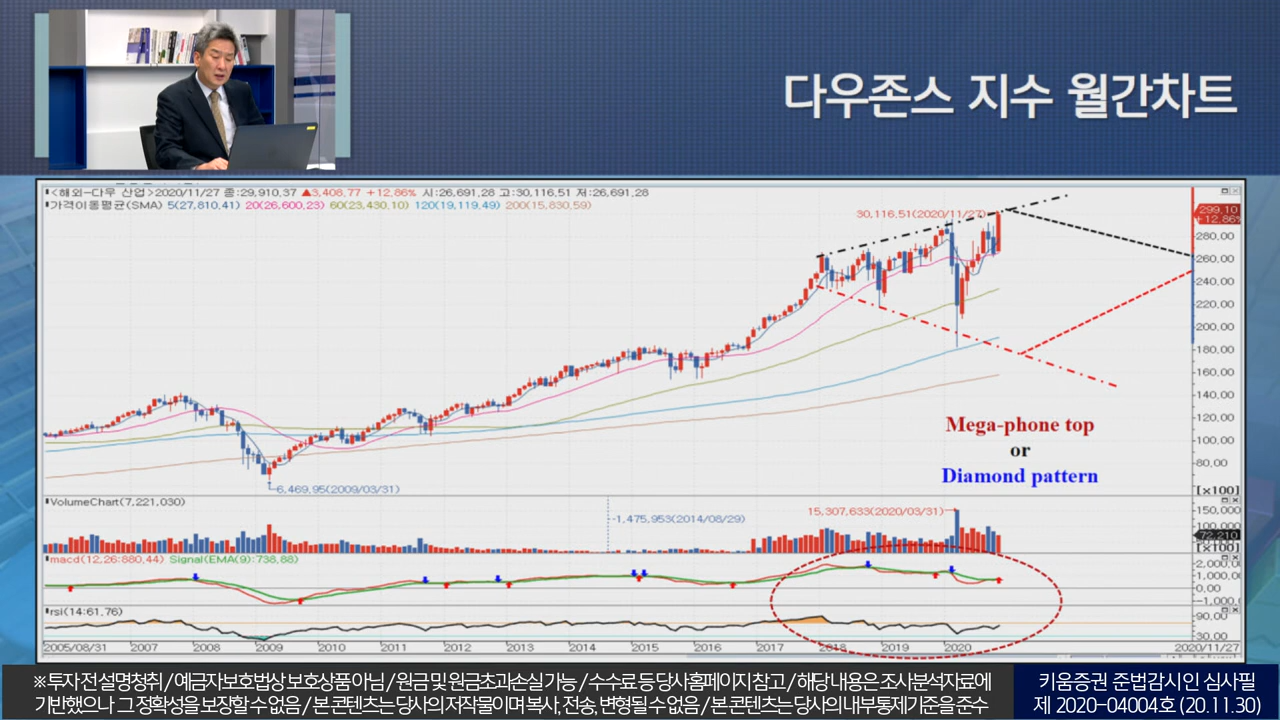 다우존스 지수 월간차트
<해외-다우 산업>2020/11/27 종:29,910.37 ▲3,408.77 +12.86% 시:26,691.28 고:30,116.51 저:26,691.28
가격이동평균(SMA) 5(27,810.41) 20(26,600.23) 60(23,430.10) 120(19,119.49) 200(15,830.59)
30,116.51(2020/11/27)
299.10
+12.86%
280.00
260.00
240.00
220.00
200.00
180.00
160.00
140.00
120.00
100.00
80.00
[×100]
Mega-phone top
or
Diamond pattern
6,469.95(2009/03/31)
VolumeChart(7,221,030)
15,307,633(2020/03/31)
1,475,953(2014/08/29)
150,000
100,000
72,210
[×100]
macd(12,26:880.44) Signal(EMA(9):738.88)
2,000.0
1,000.0
0.00
-1,000.0
rsi(14:61.76)
90.00
30.00
2005/08/31 2007 2008 2009 2010 2011 2012 2013 2014 2015 2016 2017 2018 2019 2020 2020/11/27
※ 투자 전 설명청취 / 예금자보호법상 보호상품 아님 / 원금 및 원금초과손실 가능 / 수수료 등 당사홈페이지 참고 / 해당 내용은 조사분석자료에
기반했으나 그 정확성을 보장할 수 없음 / 본 콘텐츠는 당사의 저작물이며 복사, 전송, 변형될 수 없음 / 본 콘텐츠는 당사의 내부통제기준을 준수
키움증권 준법감시인 심사필
제 2020-04004호 (20.11.30)